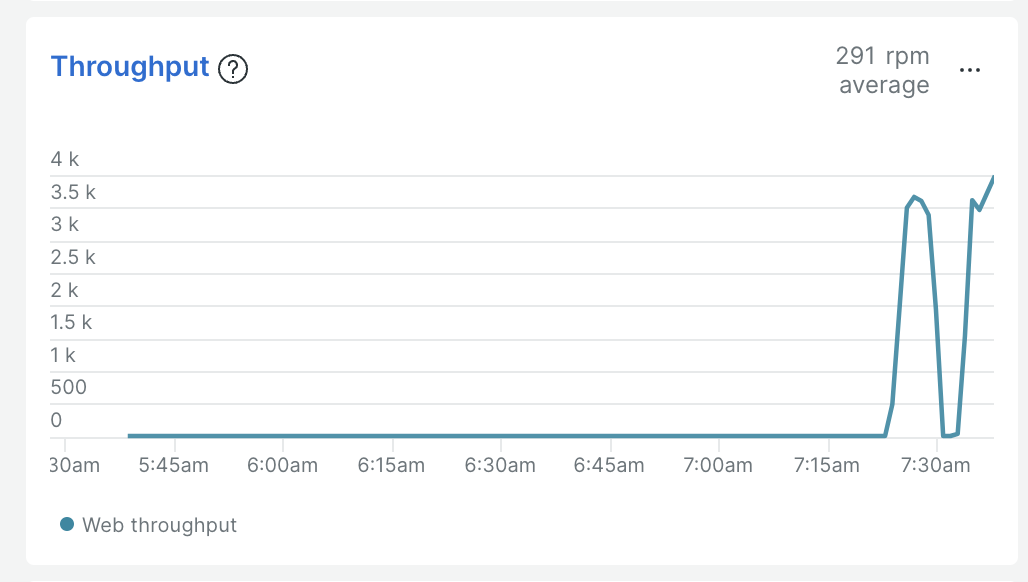 Throughput ?
291 rpm
average
...
4 k
3.5 k
3 k
2.5 k
2 k
1.5 k
1 k
500
0
30am 5:45am 6:00am 6:15am 6:30am 6:45am 7:00am 7:15am 7:30am
Web throughput